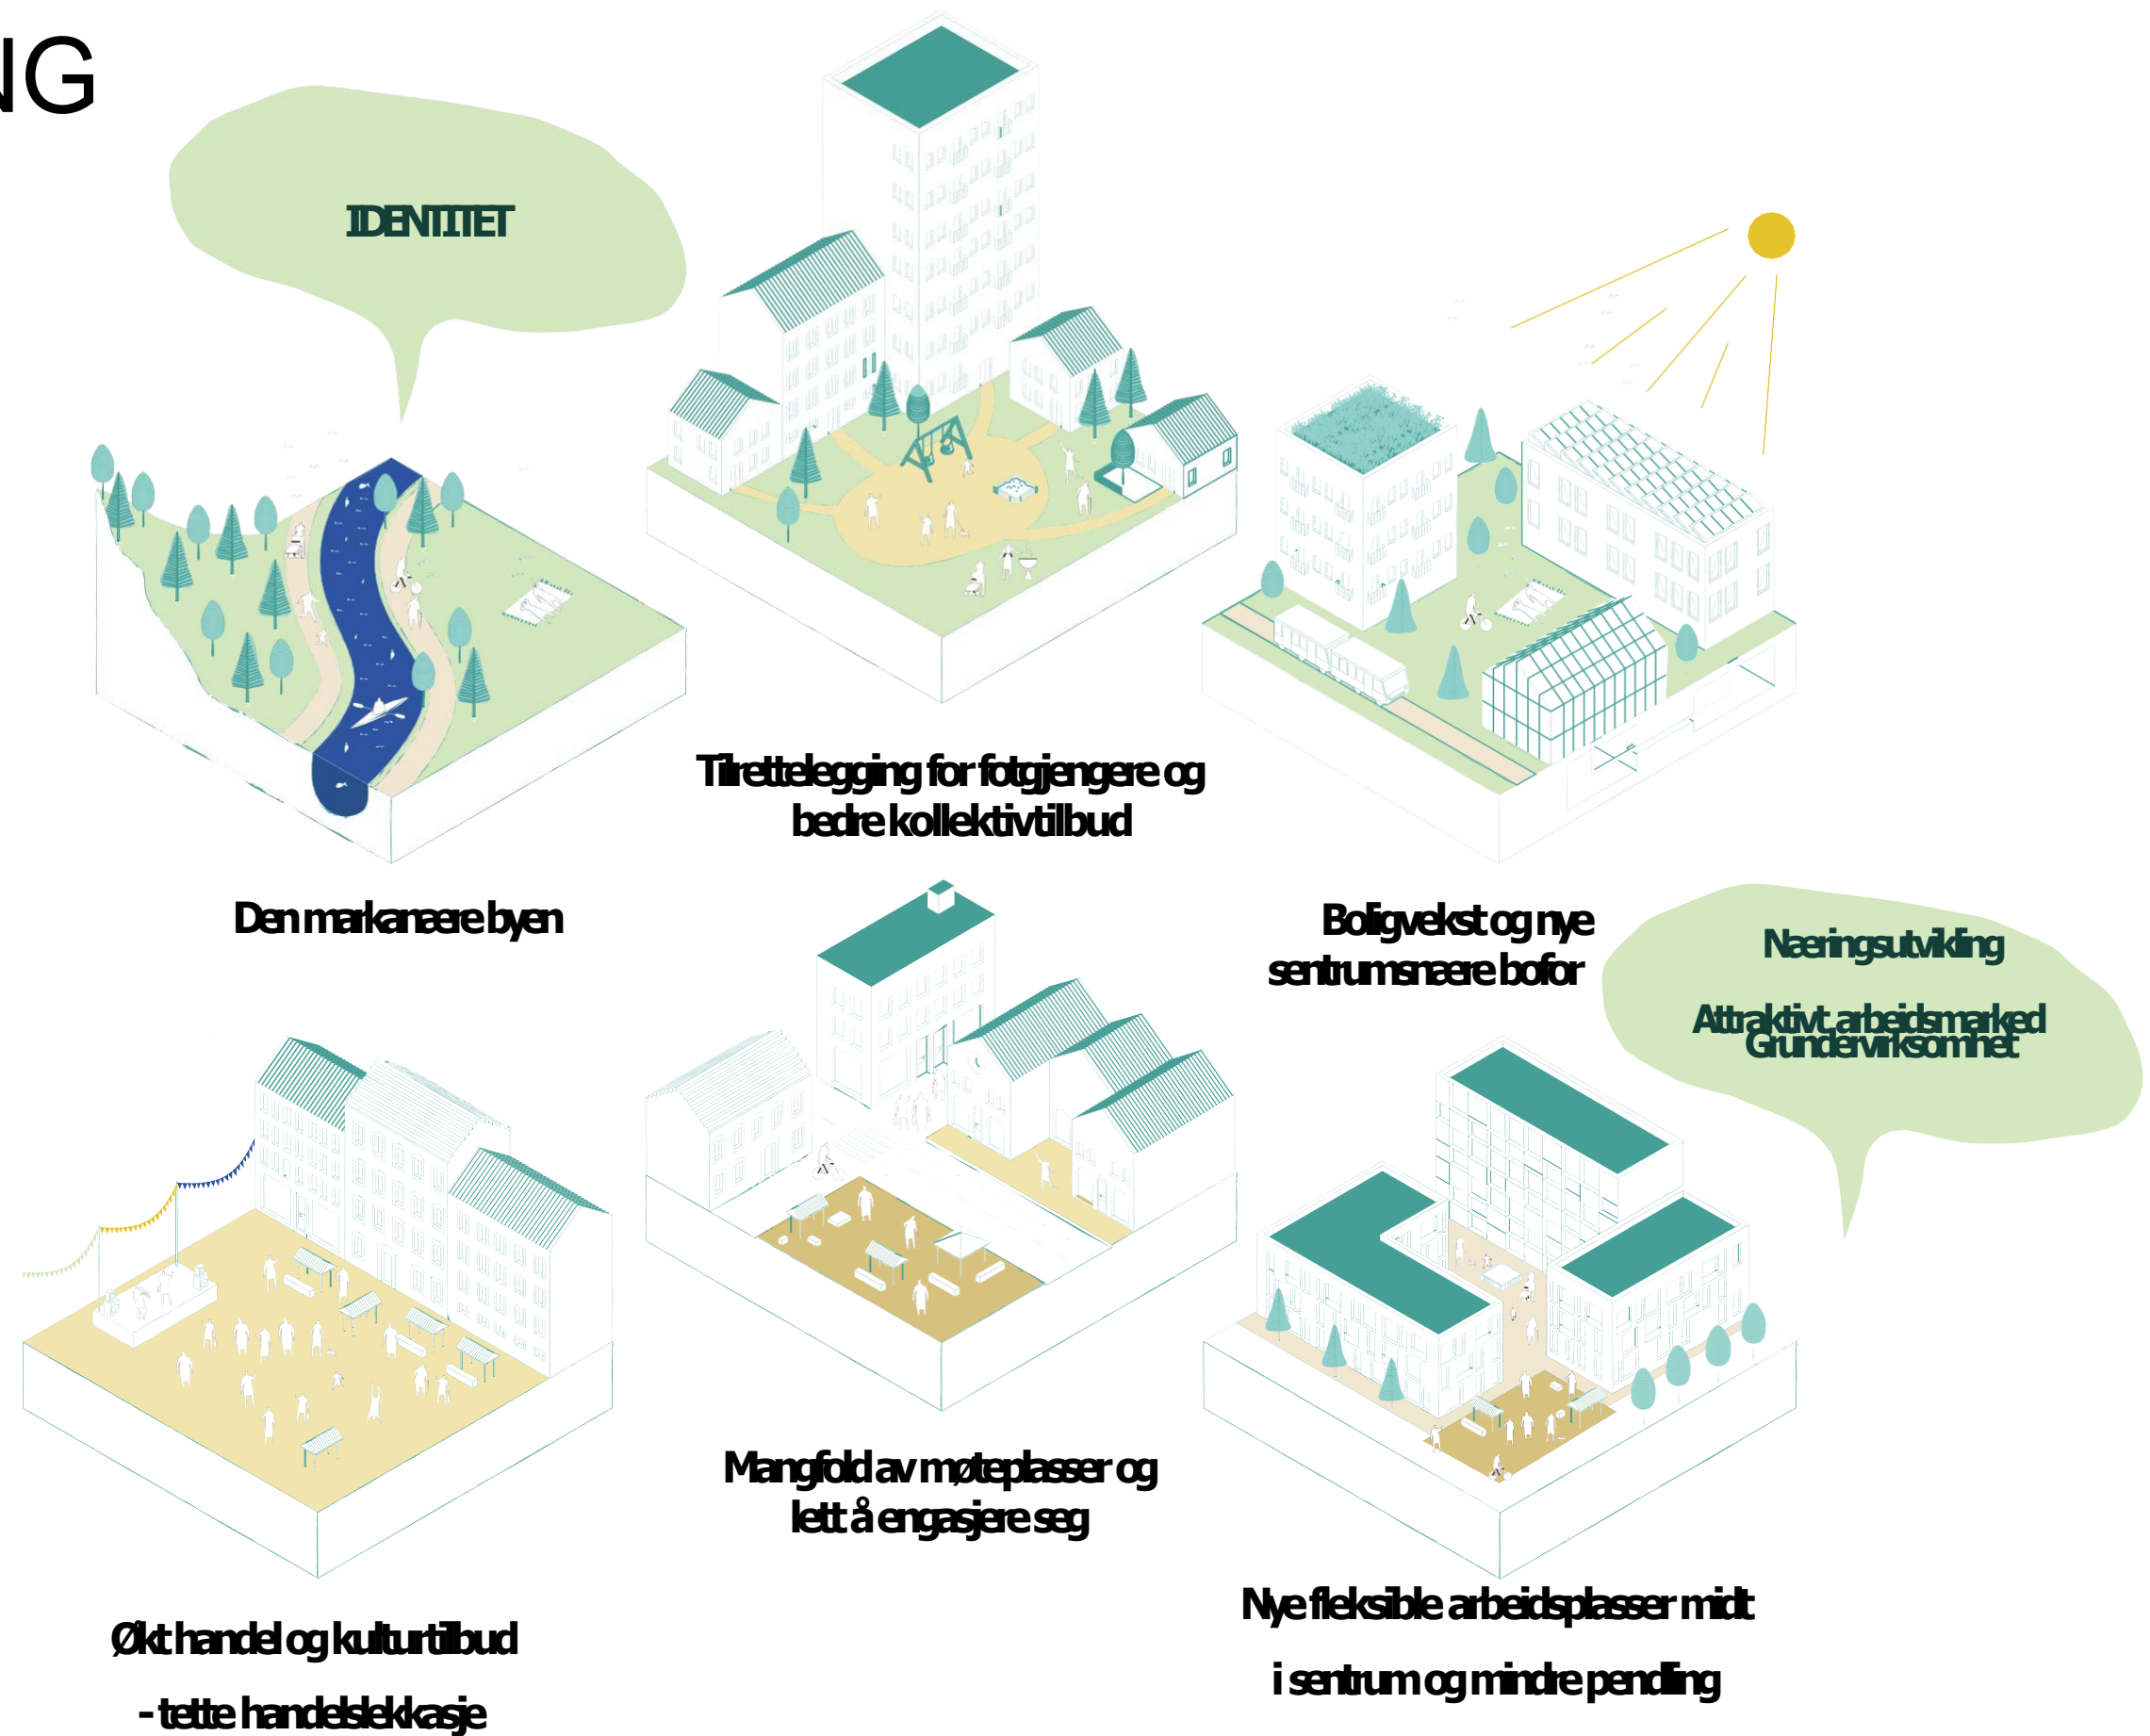 NG
IDENTITET
Tilrettelegging for fotgjengere og
bedre kollektivtilbud
Den markanære byen
Boligvekst og nye
sentrumsnære bofor
Næringsutvikling
Attraktivt arbeidsmarked
Gründervirksomhet
Mangfold av møteplasser og
lett å engasjere seg
Nye fleksible arbeidsplasser midt
i sentrum og mindre pendling
Økt handel og kulturtilbud
- tette handelslekkasje